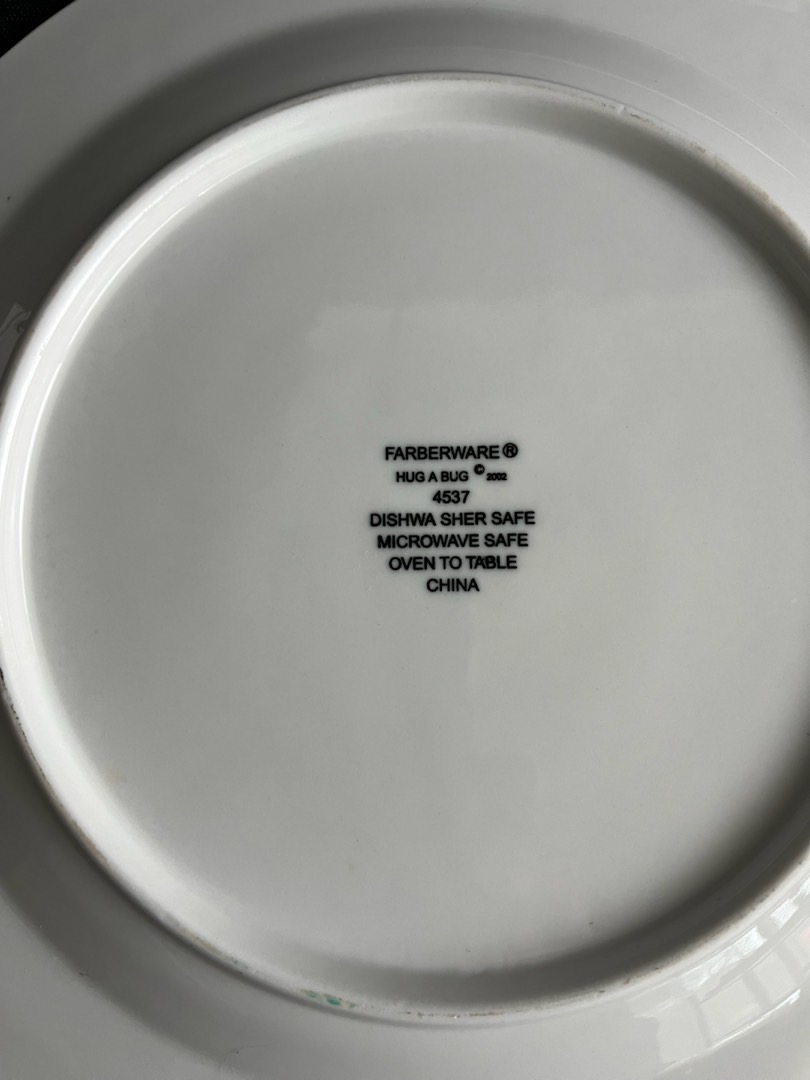 FARBERWARE®
HUG A BUG © 2002
4537
DISHWA SHER SAFE
MICROWAVE SAFE
OVEN TO TABLE
CHINA